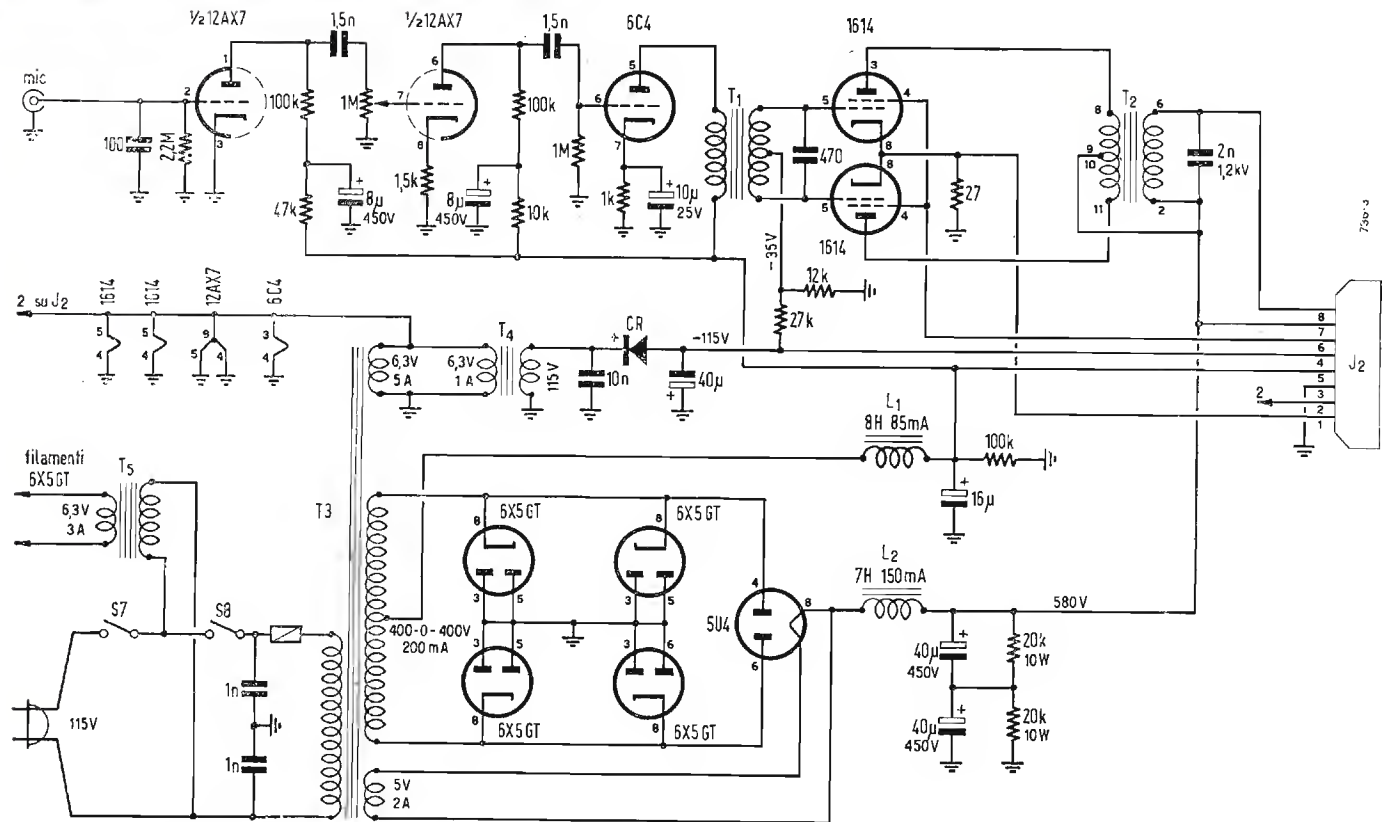 ½12AX7
1,5n
½12AX7
1,5n
6C4
1614
mic
1
2
3
100
2,2M
100k
47k
8µ
450V
1M
6
7
8
1,5k
100k
8µ
450V
10k
1M
5
6
7
1k
10µ
25V
T1
470
3
5
4
8
8
5
4
1614
27
-35V
12k
27k
T2
8
9
10
11
6
2
2n
1,2kV
2 su J2
1614
5
4
1614
5
4
12AX7
9
5
4
6C4
3
4
6,3V
5A
T4
6,3V
1A
115V
10n
+
CR
-115V
40µ
+
8
7
6
4
5
3
2
1
J2
2
L1
8H 85mA
100k
16µ
filamenti
6X5GT
T5
6,3V
3A
T3
400-0-400V
200mA
6X5GT
8
3
5
6X5GT
8
3
5
3
5
8
6X5GT
3
6
8
6X5GT
5U4
4
6
8
L2
7H 150mA
580V
40µ
450V
20k
10W
40µ
450V
20k
10W
S7
S8
1n
1n
115V
5V
2A